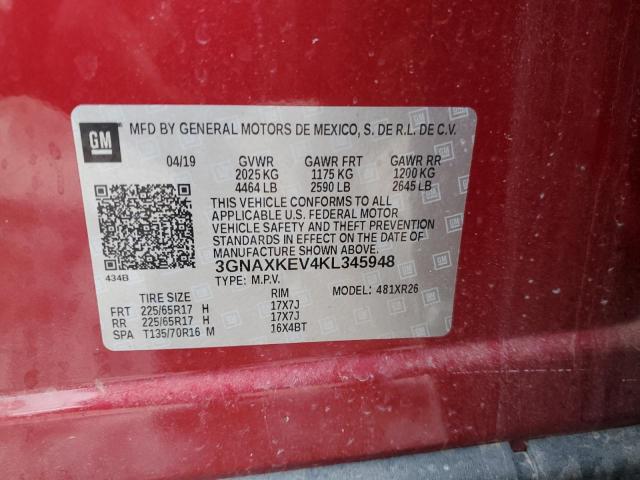 GM MFD BY GENERAL MOTORS DE MEXICO, S. DE R.L. DE C.V.
04/19 GVWR GAWR FRT GAWR RR
2025 KG 1175 KG 1200 KG
4464 LB 2590 LB 2645 LB
THIS VEHICLE CONFORMS TO ALL
APPLICABLE U.S. FEDERAL MOTOR
VEHICLE SAFETY AND THEFT PREVENTION
STANDARDS IN EFFECT ON THE DATE OF
MANUFACTURE SHOWN ABOVE.
434B 3GNAXKEV4KL345948
TYPE: M.P.V. MODEL: 481XR26
TIRE SIZE RIM
FRT 225/65R17 H 17X7J
RR 225/65R17 H 17X7J
SPA T135/70R16 M 16X4BT